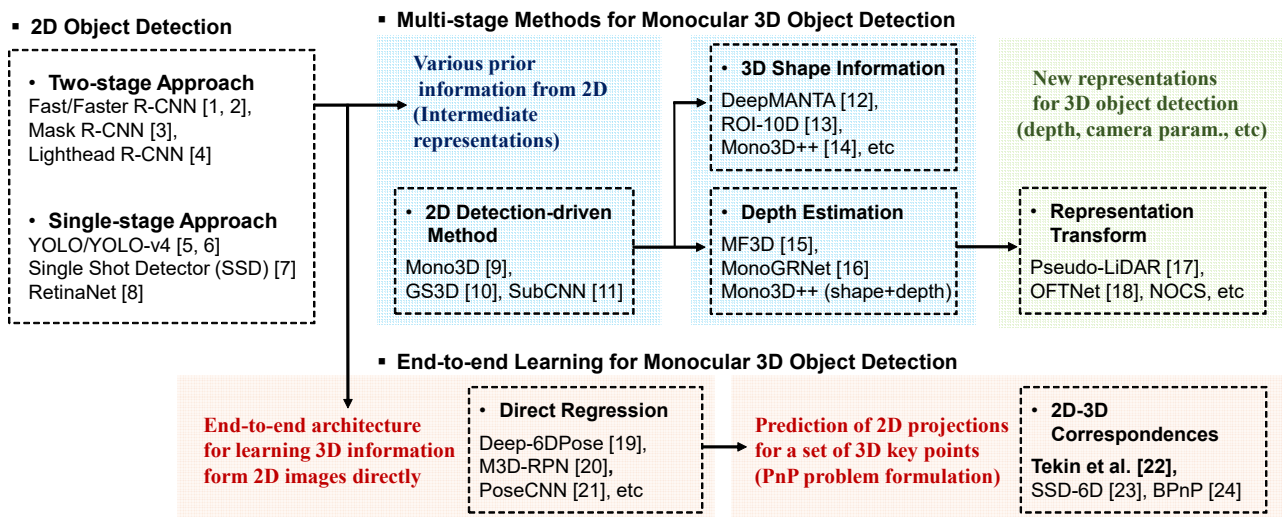 ▪ 2D Object Detection
• Two-stage Approach
Fast/Faster R-CNN [1, 2],
Mask R-CNN [3],
Lighthead R-CNN [4]
• Single-stage Approach
YOLO/YOLO-v4 [5, 6]
Single Shot Detector (SSD) [7]
RetinaNet [8]
▪ Multi-stage Methods for Monocular 3D Object Detection
Various prior
information from 2D
(Intermediate
representations)
• 2D Detection-driven
Method
Mono3D [9],
GS3D [10], SubCNN [11]
• 3D Shape Information
DeepMANTA [12],
ROI-10D [13],
Mono3D++ [14], etc
• Depth Estimation
MF3D [15],
MonoGRNet [16]
Mono3D++ (shape+depth)
New representations
for 3D object detection
(depth, camera param., etc)
• Representation
Transform
Pseudo-LiDAR [17],
OFTNet [18], NOCS, etc
▪ End-to-end Learning for Monocular 3D Object Detection
End-to-end architecture
for learning 3D information
form 2D images directly
• Direct Regression
Deep-6DPose [19],
M3D-RPN [20],
PoseCNN [21], etc
Prediction of 2D projections
for a set of 3D key points
(PnP problem formulation)
• 2D-3D
Correspondences
Tekin et al. [22],
SSD-6D [23], BPnP [24]